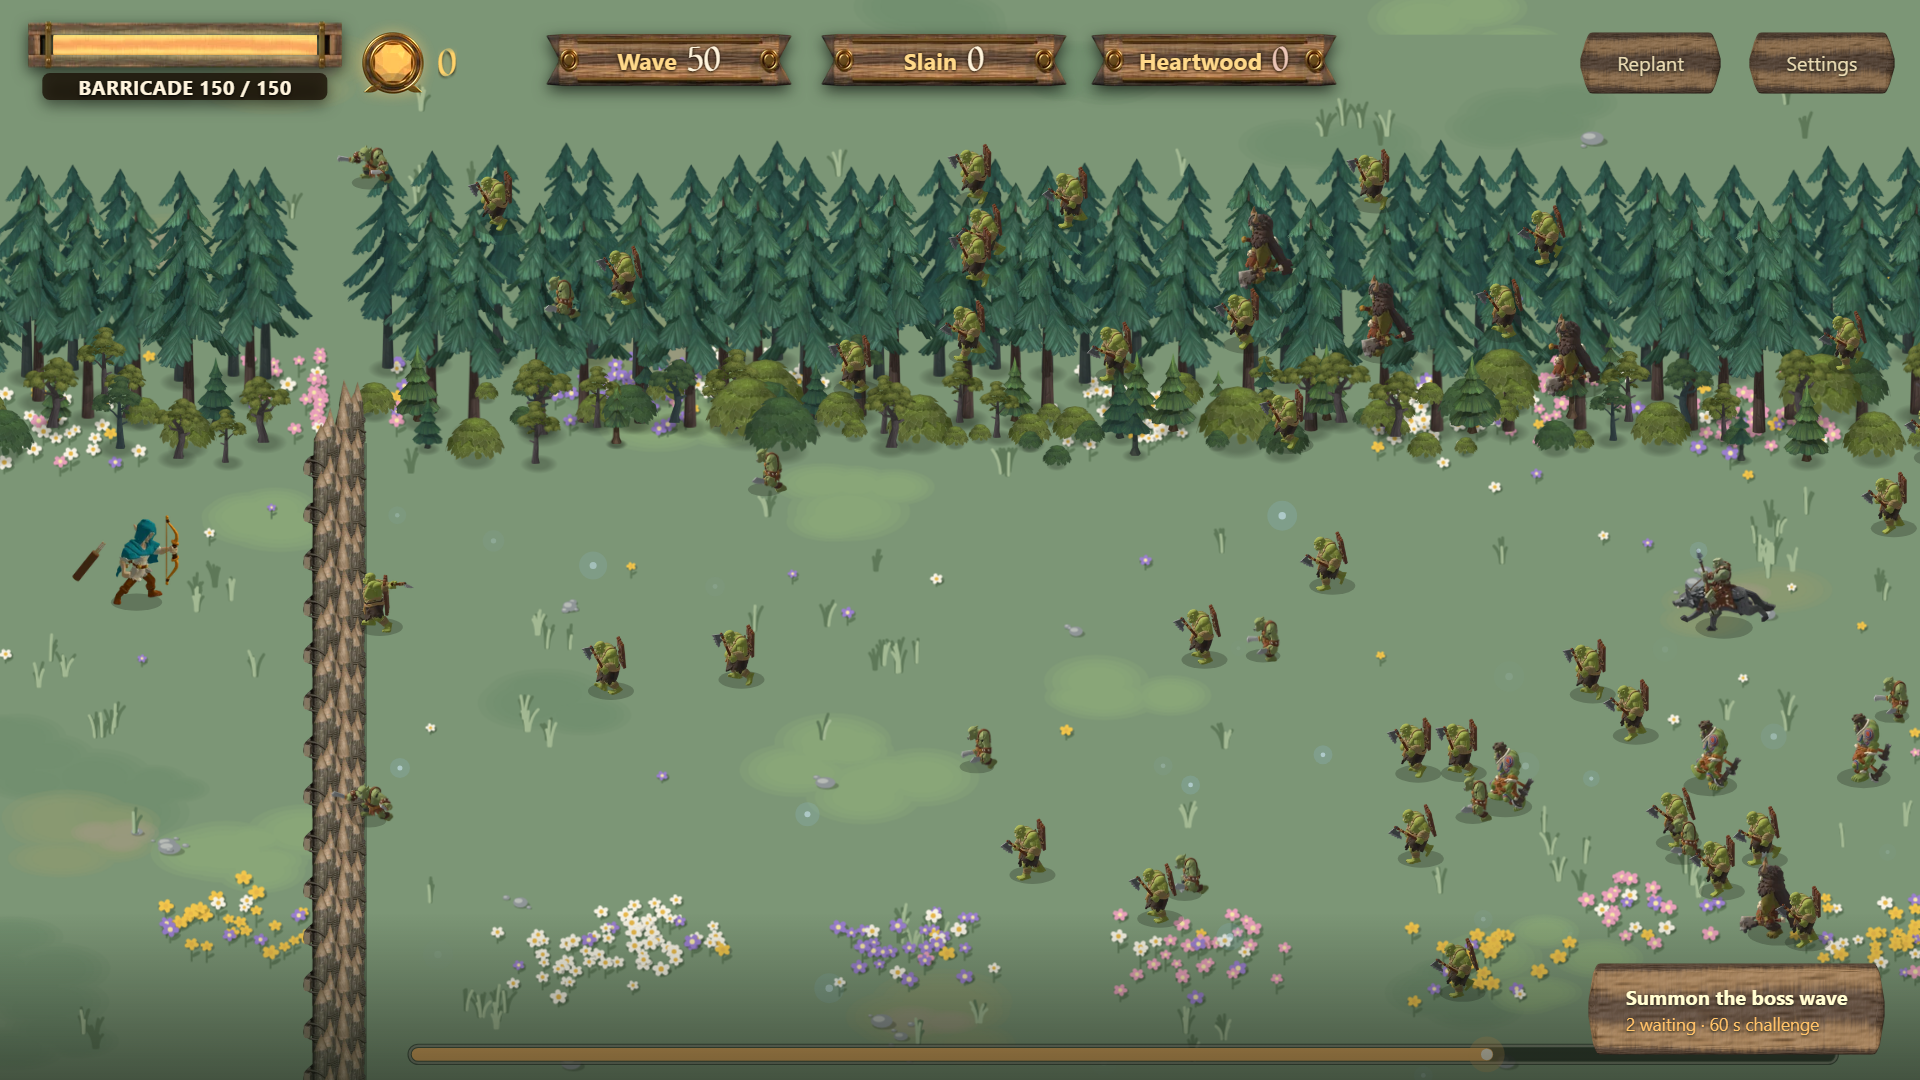 BARRICADE 150 / 150
0
Wave 50
Slain 0
Heartwood 0
Replant
Settings
Summon the boss wave
2 waiting · 60 s challenge